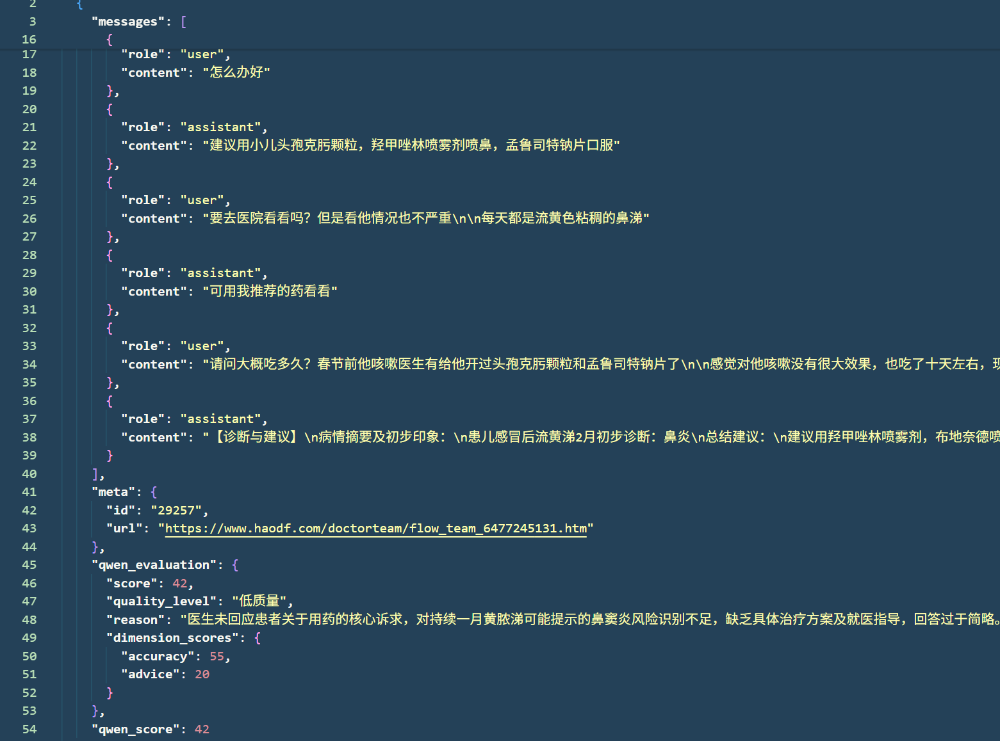 2 {
3 "messages": [
16 {
17 "role": "user",
18 "content": "怎么办好"
19 },
20 {
21 "role": "assistant",
22 "content": "建议用小儿头孢克肟颗粒，羟甲唑林喷雾剂喷鼻，孟鲁司特钠片口服"
23 },
24 {
25 "role": "user",
26 "content": "要去医院看看吗？但是看他情况也不严重\n\n每天都是流黄色粘稠的鼻涕"
27 },
28 {
29 "role": "assistant",
30 "content": "可用我推荐的药看看"
31 },
32 {
33 "role": "user",
34 "content": "请问大概吃多久？春节前他咳嗽医生有给他开过头孢克肟颗粒和孟鲁司特钠片了\n\n感觉对他咳嗽没有很大效果，也吃了十天左右，现
35 },
36 {
37 "role": "assistant",
38 "content": "【诊断与建议】\n病情摘要及初步印象：\n患儿感冒后流黄涕2月初步诊断：鼻炎\n总结建议：\n建议用羟甲唑林喷雾剂，布地奈德喷
39 }
40 ],
41 "meta": {
42 "id": "29257",
43 "url": "https://www.haodf.com/doctorteam/flow_team_6477245131.htm"
44 },
45 "qwen_evaluation": {
46 "score": 42,
47 "quality_level": "低质量",
48 "reason": "医生未回应患者关于用药的核心诉求，对持续一月黄脓涕可能提示的鼻窦炎风险识别不足，缺乏具体治疗方案及就医指导，回答过于简略。
49 "dimension_scores": {
50 "accuracy": 55,
51 "advice": 20
52 }
53 },
54 "qwen_score": 42